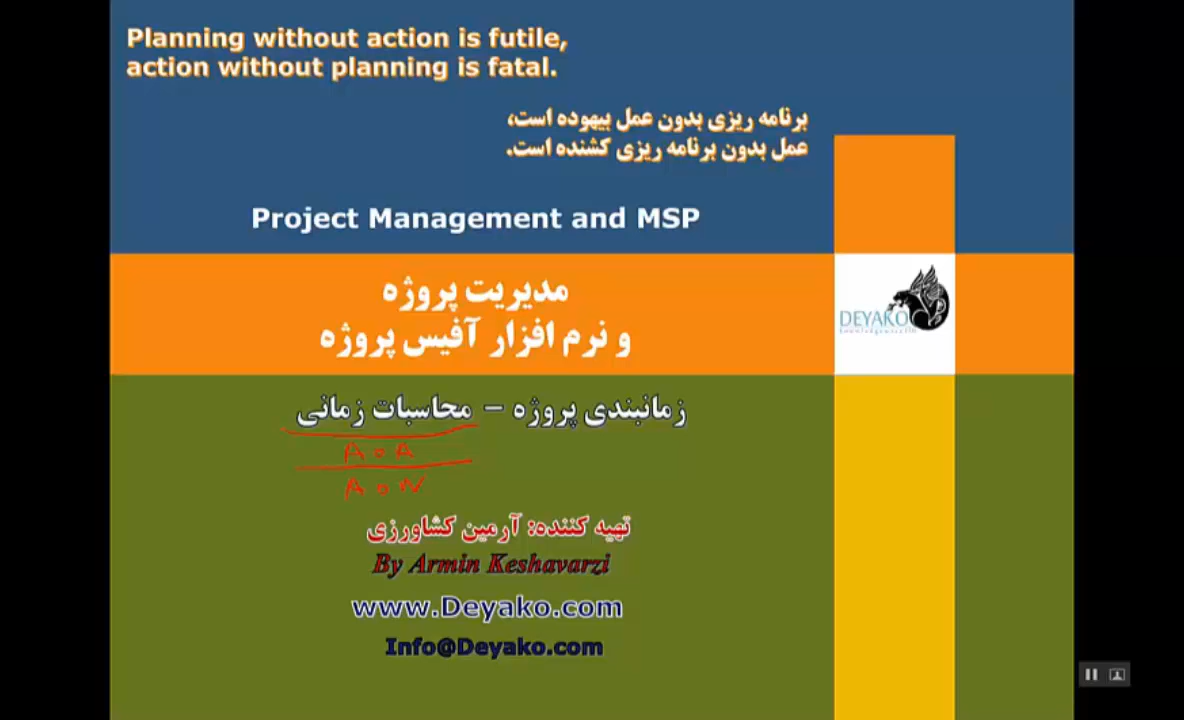 Planning without action is futile,
action without planning is fatal.
برنامه ریزی بدون عمل بیهوده است،
عمل بدون برنامه ریزی کشنده است.
Project Management and MSP
مدیریت پروژه
و نرم افزار آفیس پروژه
DEYAKO
زمانبندی پروژه – محاسبات زمانی
A O A
A O N
تهیه کننده: آرمین کشاورزی
By Armin Keshavarzi
www.Deyako.com
Info@Deyako.com